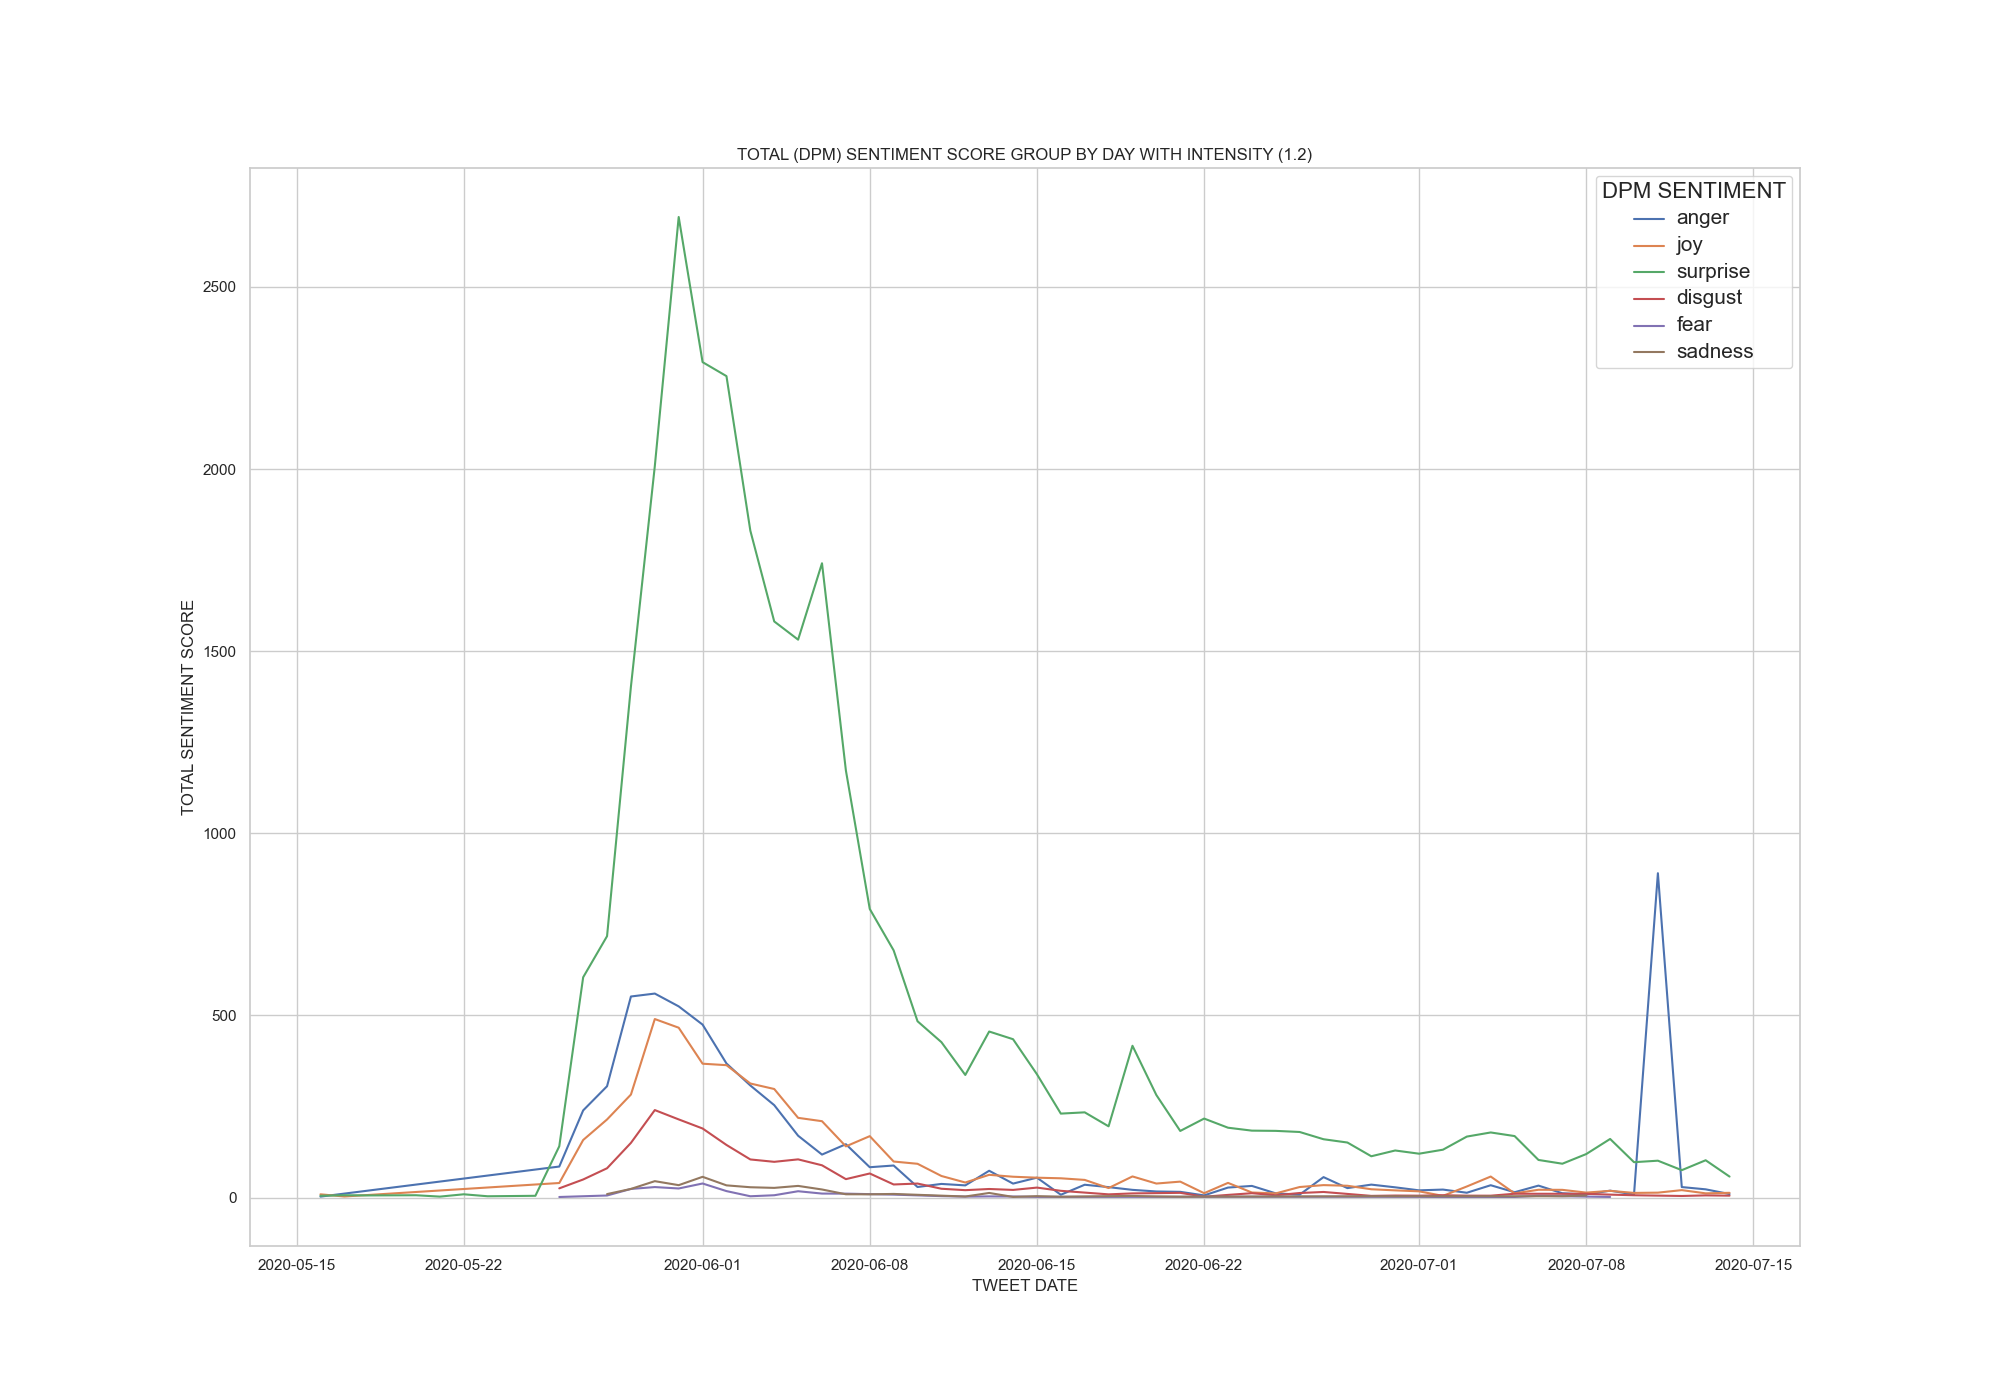 TOTAL (DPM) SENTIMENT SCORE GROUP BY DAY WITH INTENSITY (1.2)
DPM SENTIMENT
anger
joy
surprise
disgust
fear
sadness
TOTAL SENTIMENT SCORE
2500
2000
1500
1000
500
0
2020-05-15 2020-05-22 2020-06-01 2020-06-08 2020-06-15 2020-06-22 2020-07-01 2020-07-08 2020-07-15
TWEET DATE